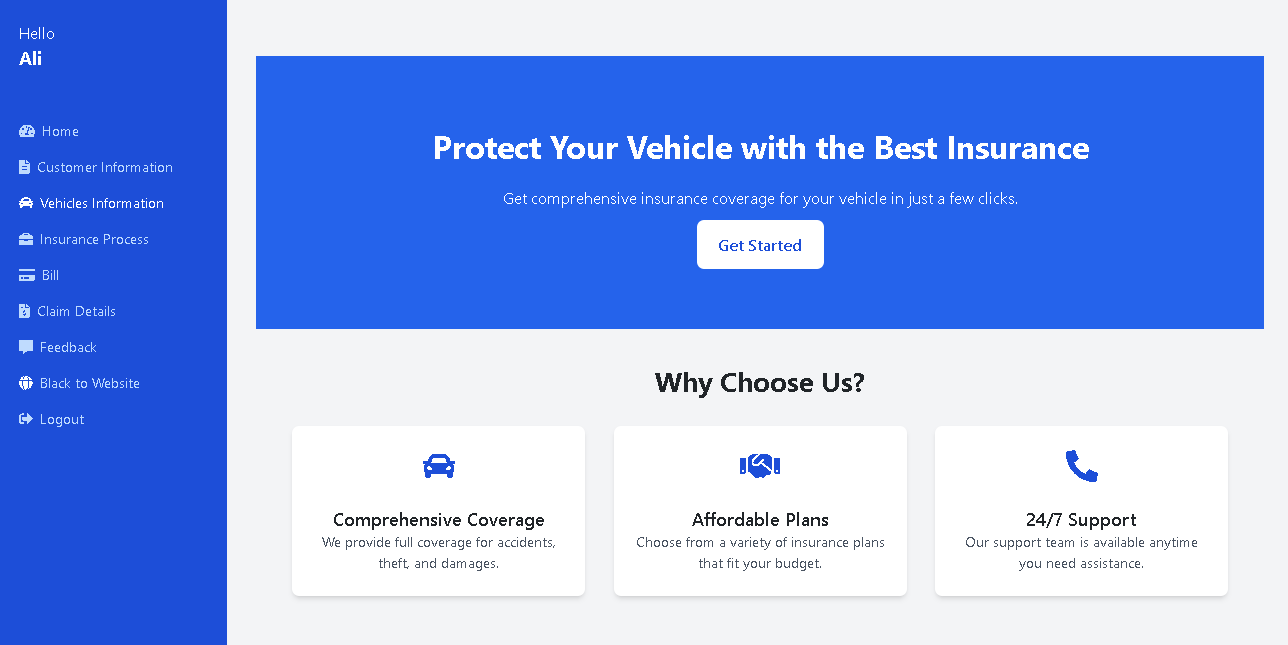 Hello
Ali
Home
Customer Information
Vehicles Information
Insurance Process
Bill
Claim Details
Feedback
Black to Website
Logout
Protect Your Vehicle with the Best Insurance
Get comprehensive insurance coverage for your vehicle in just a few clicks.
Get Started
Why Choose Us?
Comprehensive Coverage
We provide full coverage for accidents,
theft, and damages.
Affordable Plans
Choose from a variety of insurance plans
that fit your budget.
24/7 Support
Our support team is available anytime
you need assistance.